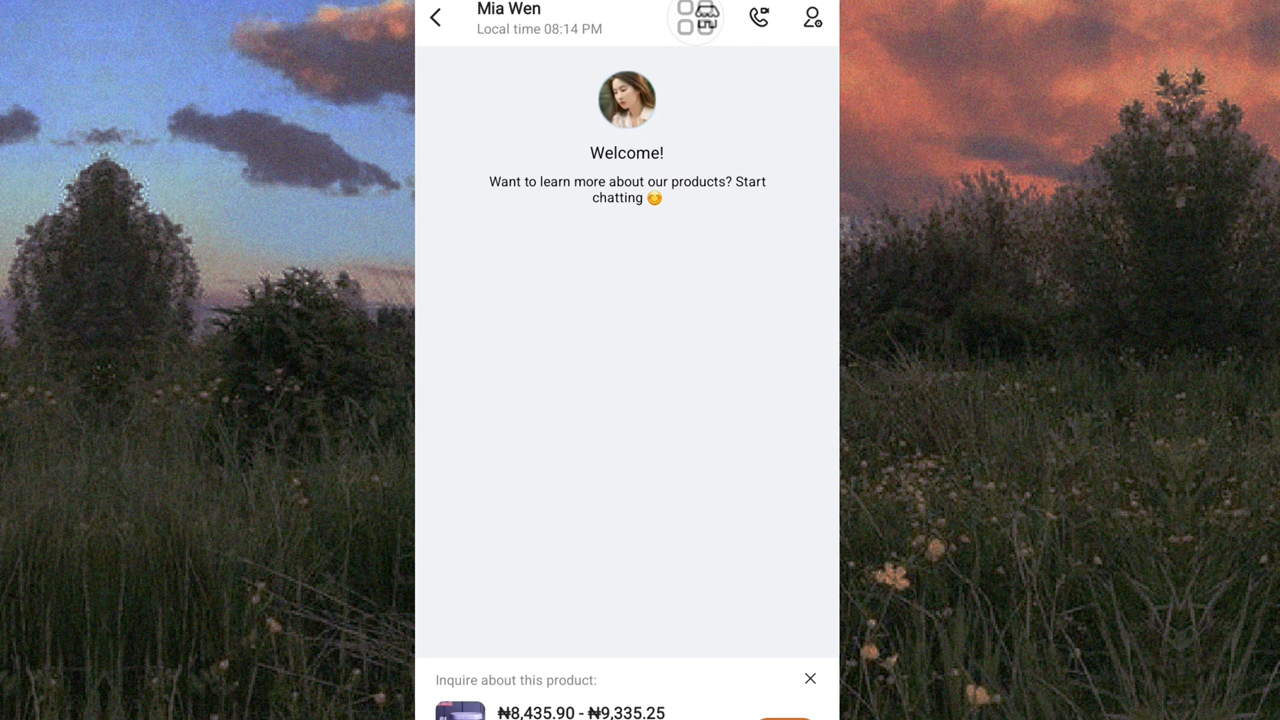 Mia Wen
Local time 08:14 PM
Welcome!
Want to learn more about our products? Start
chatting 😊
Inquire about this product:
₦8,435.90 - ₦9,335.25